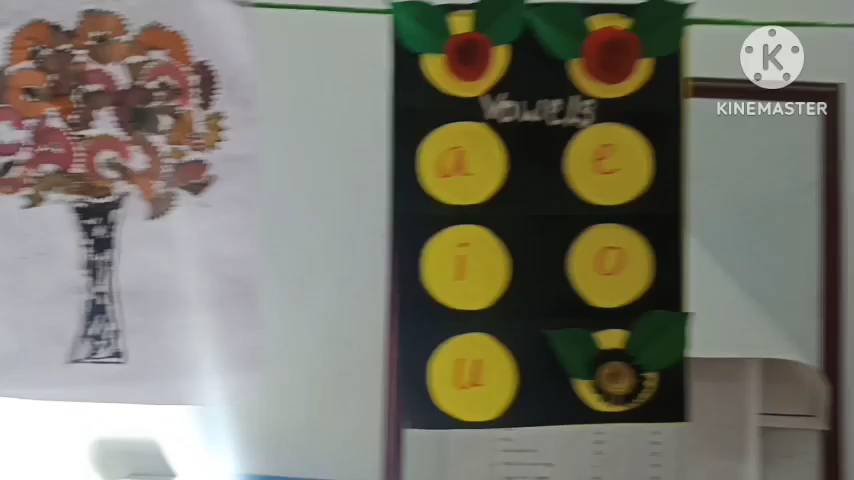 Vowels
a e
i o
u
K
KINEMASTER